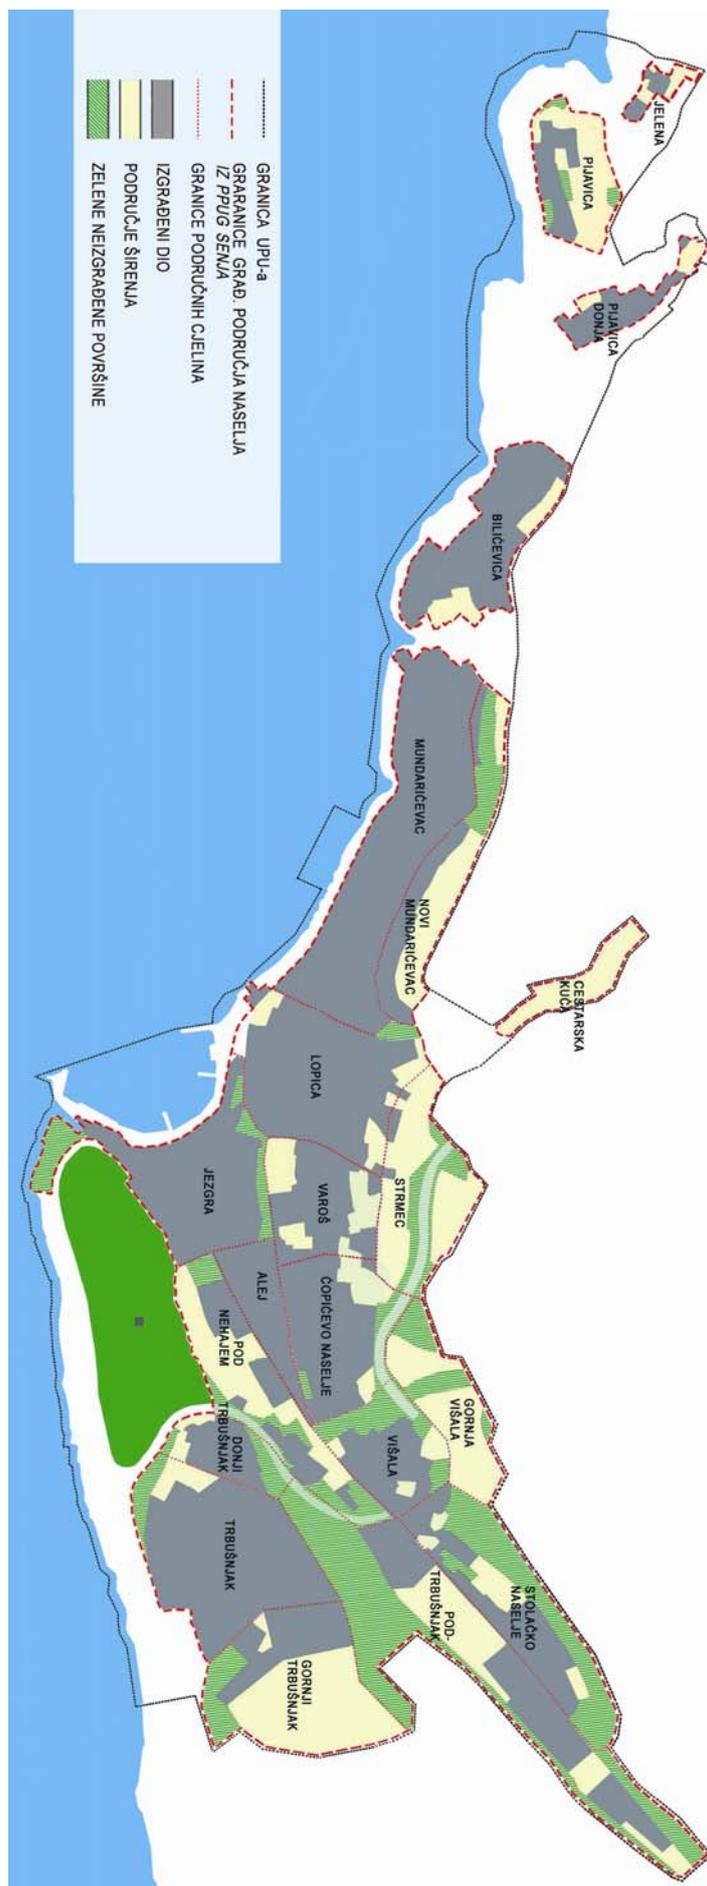 GRANICA UPU-a
GRARANICE GRAĐ. PODRUČJA NASELJA
IZ PPUG SENJA
GRANICE PODRUČNIH CJELINA
IZGRAĐENI DIO
PODRUČJE ŠIRENJA
ZELENE NEIZGRAĐENE POVRŠINE
JELENA
PIJAVICA
PIJAVICA
DONJA
BILIĆEVICA
MUNDARIĆEVAC
NOVI
MUNDARIĆEVAC
CESTARSKA
KUĆA
LOPICA
JEZGRA
VAROŠ
STRMEC
ALEJ
ČOPIĆEVO NASELJE
POD
NEHAJEM
GORNJA
VIŠALA
VIŠALA
DONJI
TRBUŠNJAK
TRBUŠNJAK
STOLAČKO
NASELJE
POD-
TRBUŠNJAK
GORNJI
TRBUŠNJAK